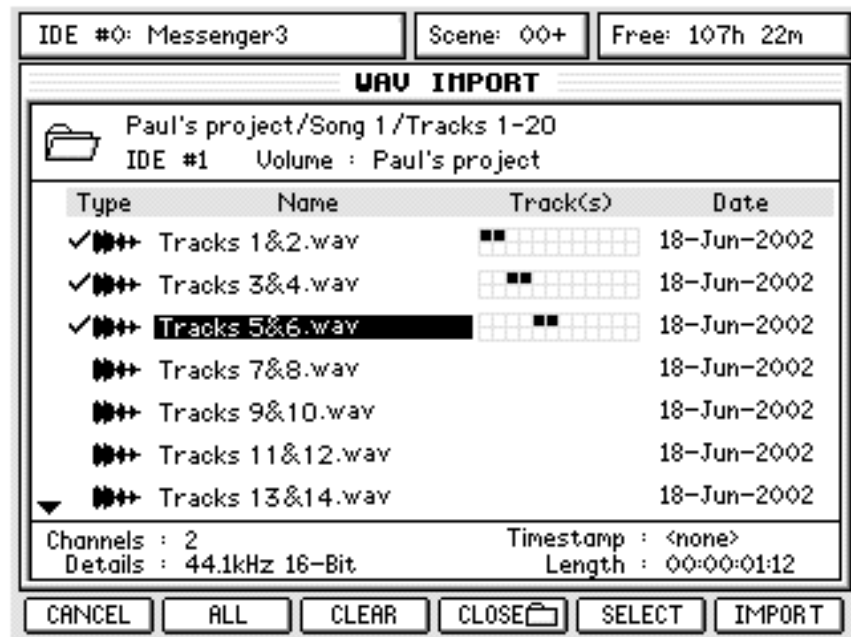 IDE #0: Messenger3 Scene: 00+ Free: 107h 22m
WAV IMPORT
Paul's project/Song 1/Tracks 1-20
IDE #1 Volume : Paul's project
Type Name Track(s) Date
Tracks 1&2.wav 18-Jun-2002
Tracks 3&4.wav 18-Jun-2002
Tracks 5&6.wav 18-Jun-2002
Tracks 7&8.wav 18-Jun-2002
Tracks 9&10.wav 18-Jun-2002
Tracks 11&12.wav 18-Jun-2002
Tracks 13&14.wav 18-Jun-2002
Channels : 2 Timestamp : <none>
Details : 44.1kHz 16-Bit Length : 00:00:01:12
CANCEL ALL CLEAR CLOSE SELECT IMPORT